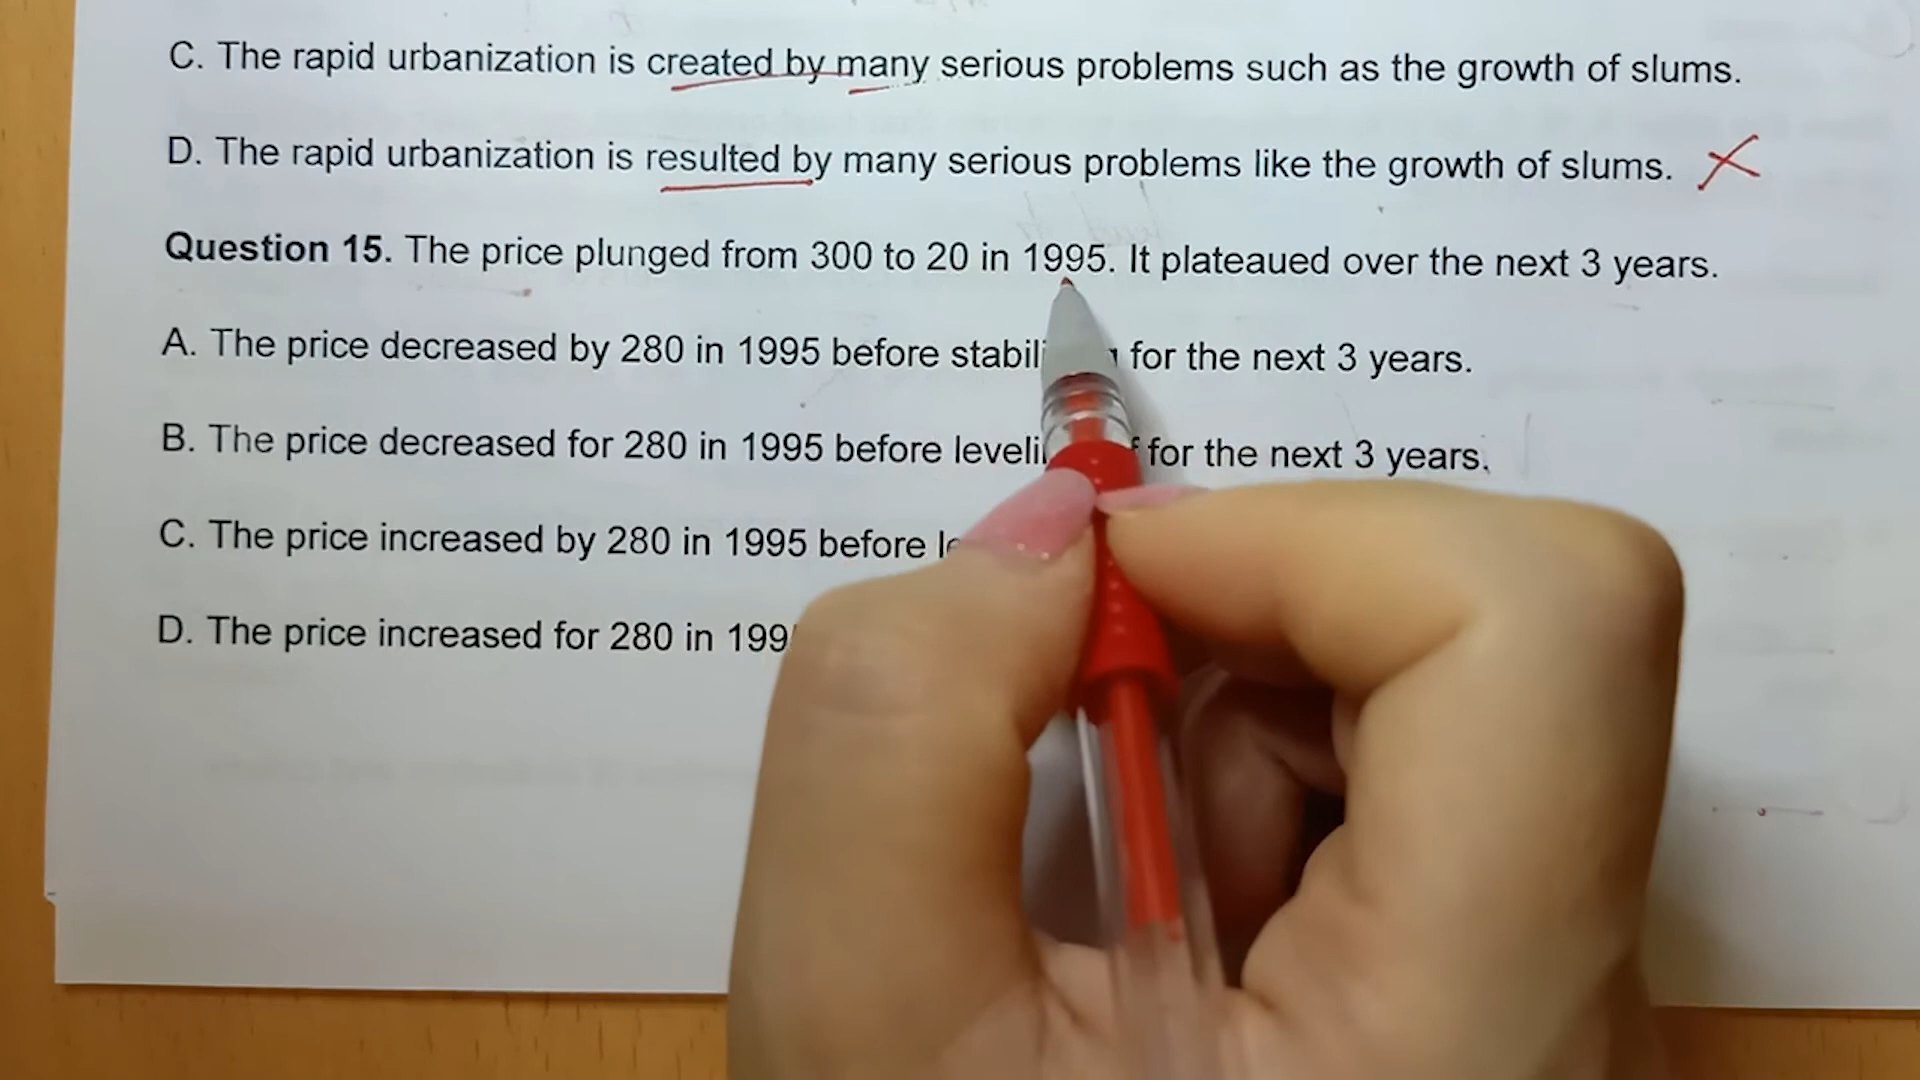 C. The rapid urbanization is created by many serious problems such as the growth of slums.
D. The rapid urbanization is resulted by many serious problems like the growth of slums.
Question 15. The price plunged from 300 to 20 in 1995. It plateaued over the next 3 years.
A. The price decreased by 280 in 1995 before for the next 3 years.
B. The price decreased for 280 in 1995 before for the next 3 years.
C. The price increased by 280 in 1995 before
D. The price increased for 280 in